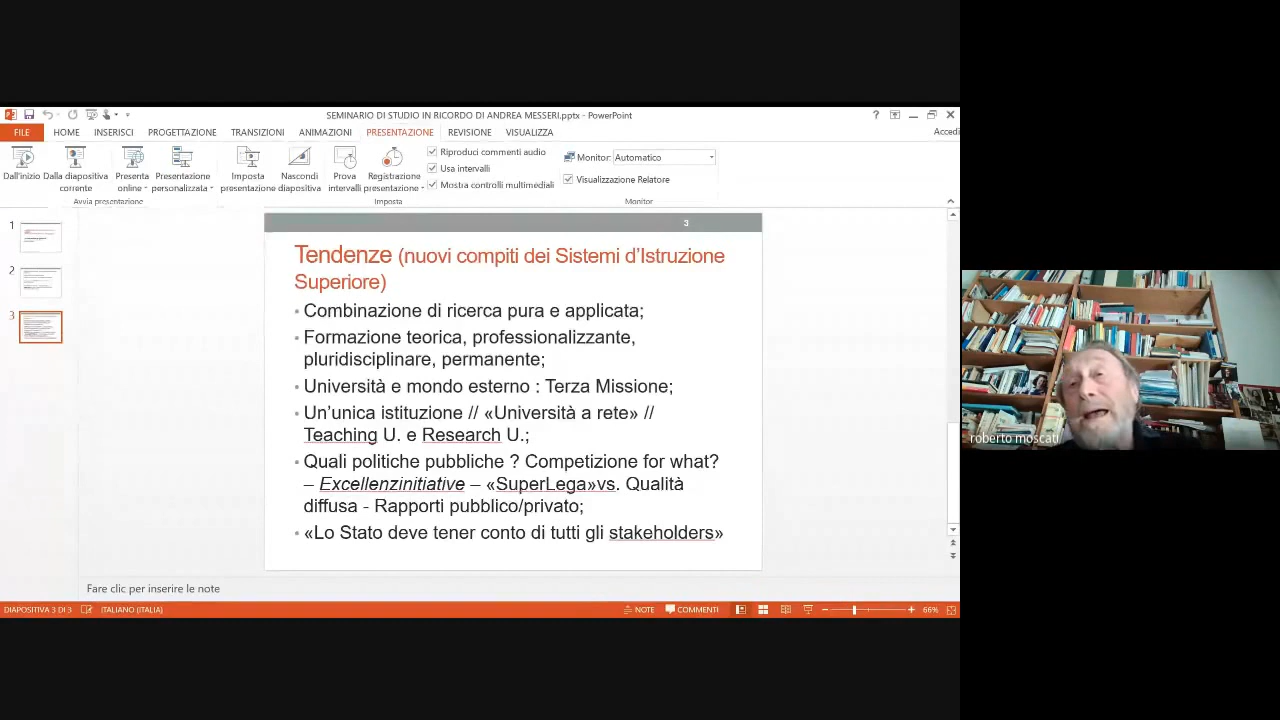 SEMINARIO DI STUDIO IN RICORDO DI ANDREA MESSERI.pptx - PowerPoint
FILE HOME INSERISCI PROGETTAZIONE TRANSIZIONI ANIMAZIONI PRESENTAZIONE REVISIONE VISUALIZZA Accedi
Dall'inizio
Dalla diapositiva
corrente
Presenta
online
Presentazione
personalizzata
Imposta
presentazione
Nascondi
diapositiva
Prova
intervalli
Registrazione
presentazione
Riproduci commenti audio
Usa intervalli
Mostra controlli multimediali
Monitor: Automatico
Visualizzazione Relatore
Avvia presentazione
Imposta
Monitor
1
2
3
3
Tendenze (nuovi compiti dei Sistemi d'Istruzione
Superiore)
• Combinazione di ricerca pura e applicata;
• Formazione teorica, professionalizzante,
pluridisciplinare, permanente;
• Università e mondo esterno : Terza Missione;
• Un'unica istituzione // «Università a rete» //
Teaching U. e Research U.;
• Quali politiche pubbliche ? Competizione for what?
– Excellenzinitiative – «SuperLega»vs. Qualità
diffusa - Rapporti pubblico/privato;
• «Lo Stato deve tener conto di tutti gli stakeholders»
Fare clic per inserire le note
DIAPOSITIVA 3 DI 3 ITALIANO (ITALIA) NOTE COMMENTI 66%
roberto moscati